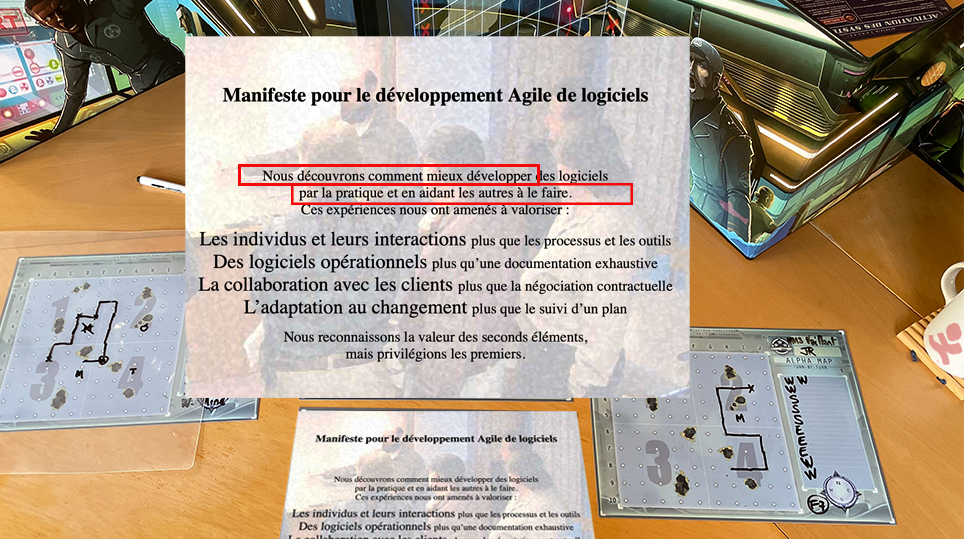 ACTIVATION DES SYST
Manifeste pour le développement Agile de logiciels
Nous découvrons comment mieux développer des logiciels
par la pratique et en aidant les autres à le faire.
Ces expériences nous ont amenés à valoriser :
Les individus et leurs interactions plus que les processus et les outils
Des logiciels opérationnels plus qu’une documentation exhaustive
La collaboration avec les clients plus que la négociation contractuelle
L’adaptation au changement plus que le suivi d’un plan
Nous reconnaissons la valeur des seconds éléments,
mais privilégions les premiers.
1 2
3 4
M T
JR
ALPHA MAP
TURN-BY-TURN
M
3 4
10
N
Manifeste pour le développement Agile de logiciels
Nous découvrons comment mieux développer des logiciels
par la pratique et en aidant les autres à le faire.
Ces expériences nous ont amenés à valoriser :
Les individus et leurs interactions plus que les processus et les outils
Des logiciels opérationnels plus qu’une documentation exhaustive